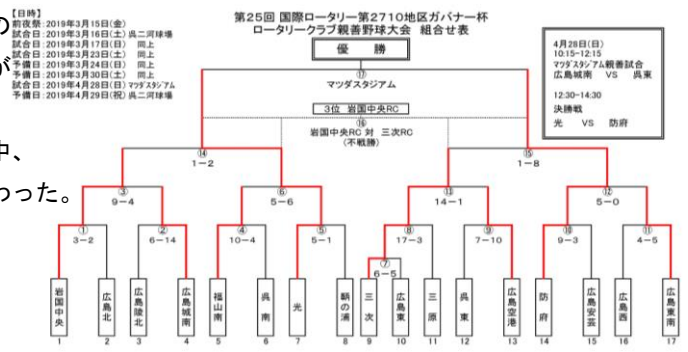 の
が
中、
わった。
【日時】
前夜祭：2019年3月15日(金)
試合日：2019年3月16日(土)呉二河球場
試合日：2019年3月17日(日)　同上
試合日：2019年3月23日(土)　同上
予備日：2019年3月24日(日)　同上
予備日：2019年3月30日(土)　同上
試合日：2019年4月28日(日)マツダスタジアム
予備日：2019年4月29日(祝)呉二河球場
第25回 国際ロータリー第2710地区ガバナー杯
ロータリークラブ親善野球大会　組合せ表
優　勝
⑰
マツダスタジアム
4月28日(日)
10:15-12:15
マツダスタジアム親善試合
広島城南　VS　呉東
12:30-14:30
決勝戦
光　VS　防府
3位　岩国中央RC
⑯
岩国中央RC 対 三次RC
(不戦勝)
⑭ ⑮
1－2 1－8
③ ⑥ ⑬ ⑫
9－4 5－6 14－1 5－0
① ② ④ ⑤ ⑧ ⑨ ⑩ ⑪
3－2 6－14 10－4 5－1 17－3 7－10 9－3 4－5
⑦
6－5
岩国中央 広島北 広島陵北 広島城南 福山南 呉南 光 鞆の浦 三次 広島東 三原 呉東 広島空港 防府 広島安芸 広島西 広島東南
1 2 3 4 5 6 7 8 9 10 11 12 13 14 15 16 17